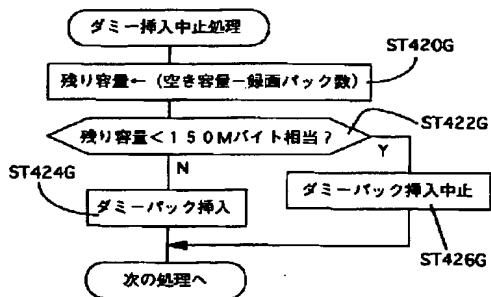 ダミー挿入中止処理
ST420G
残り容量←(空き容量−録画パック数)
ST422G
残り容量<150Mバイト相当?
Y
N
ST424G
ダミーパック挿入
ダミーパック挿入中止
ST426G
次の処理へ